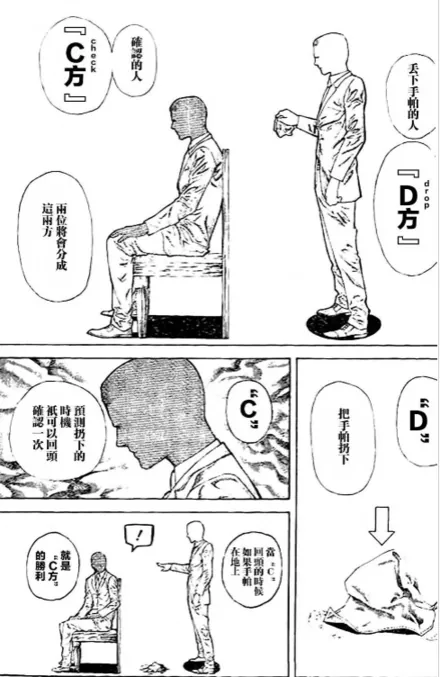 丟下手帕的人
drop
『D方』
確認的人
check
『C方』
兩位將會分成
這兩方
“D”
把手帕扔下
“C”
預測扔下的
時機
祇可以回頭
確認一次
當“C”
回頭的時候
如果手帕
在地上
!
就是
“C方”
的勝利